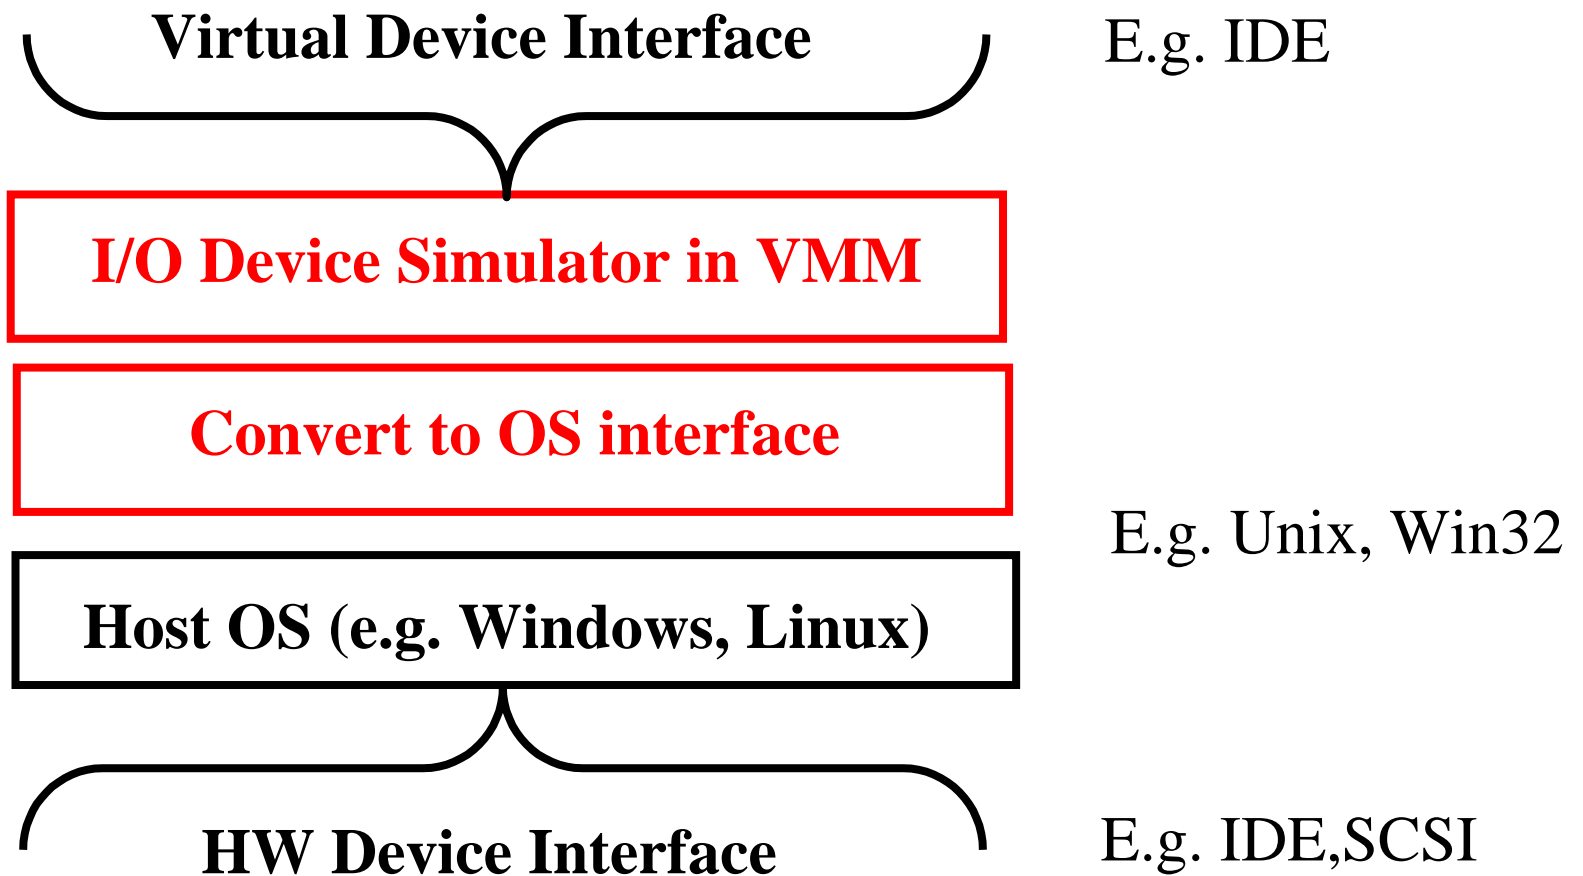 Virtual Device Interface
E.g. IDE
I/O Device Simulator in VMM
Convert to OS interface
E.g. Unix, Win32
Host OS (e.g. Windows, Linux)
HW Device Interface
E.g. IDE,SCSI